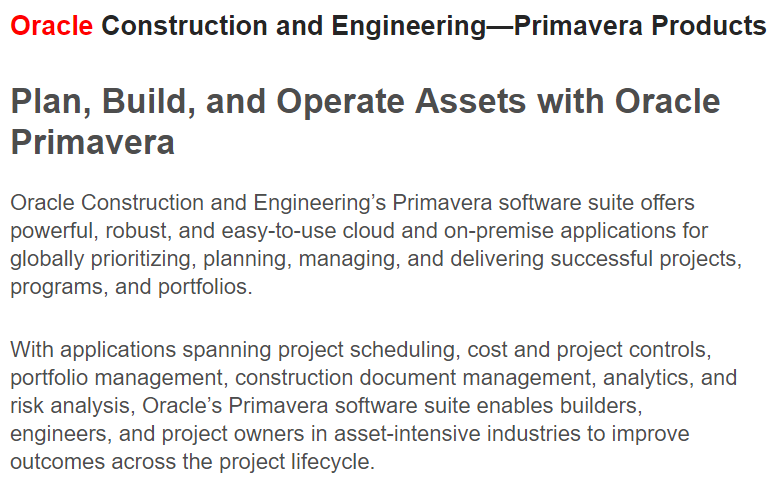 Oracle Construction and Engineering—Primavera Products
Plan, Build, and Operate Assets with Oracle
Primavera
Oracle Construction and Engineering’s Primavera software suite offers
powerful, robust, and easy-to-use cloud and on-premise applications for
globally prioritizing, planning, managing, and delivering successful projects,
programs, and portfolios.
With applications spanning project scheduling, cost and project controls,
portfolio management, construction document management, analytics, and
risk analysis, Oracle’s Primavera software suite enables builders,
engineers, and project owners in asset-intensive industries to improve
outcomes across the project lifecycle.